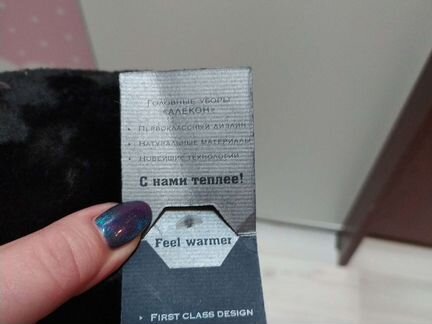 Головные уборы
«АЛЕКОН»
• Первоклассный дизайн
• Натуральные материалы
• Новейшие технологии
С нами теплее!
Feel warmer
• First class design